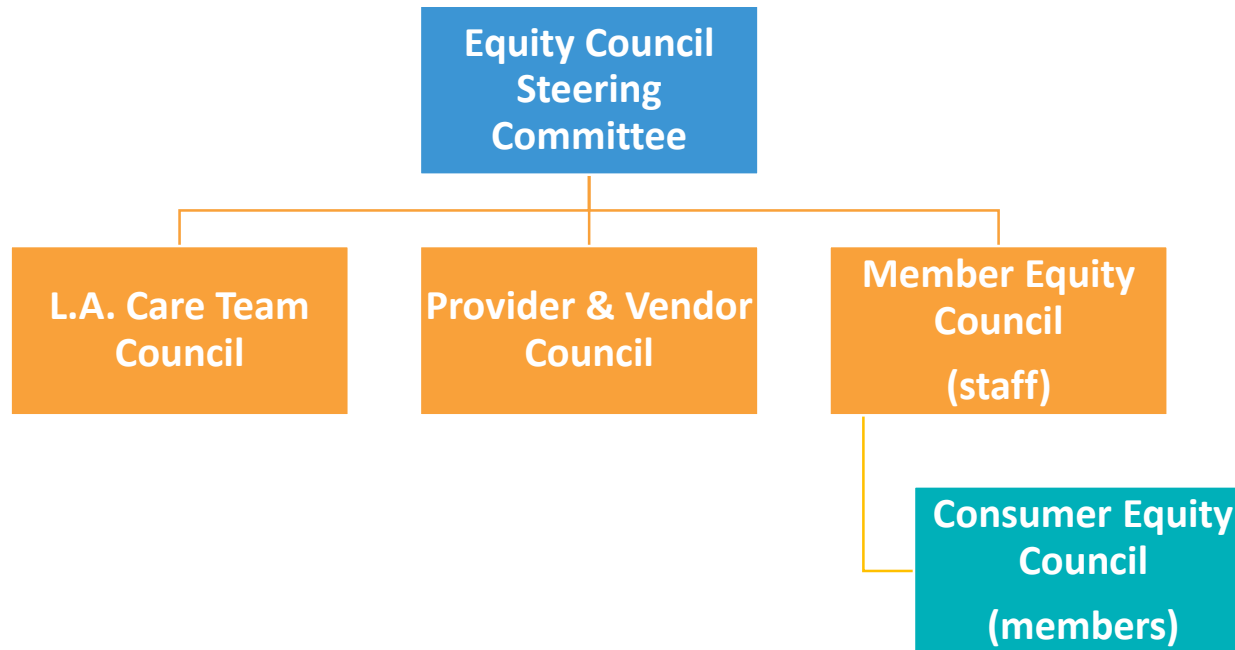 Equity Council
Steering
Committee
L.A. Care Team
Council
Provider & Vendor
Council
Member Equity
Council
(staff)
Consumer Equity
Council
(members)